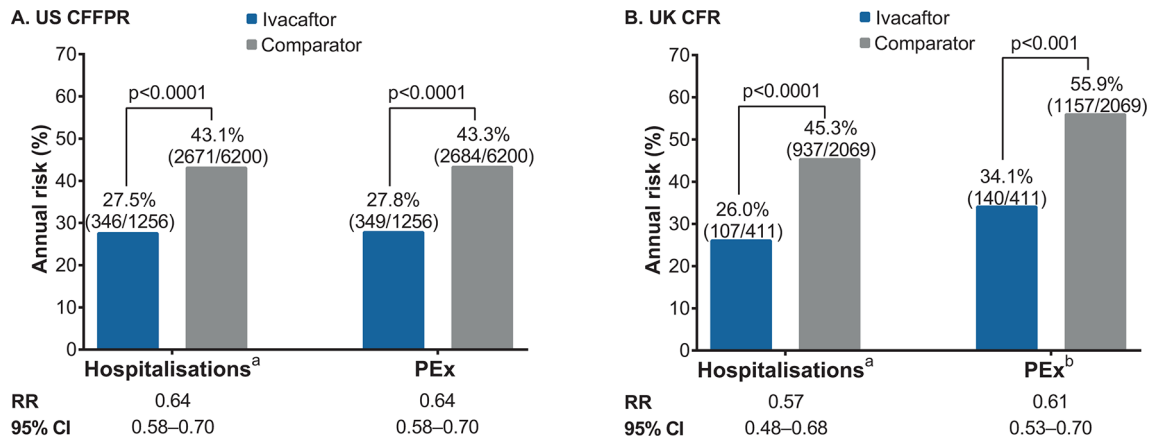 A. US CFFPR
Ivacaftor
Comparator
Annual risk (%)
70
60
50
40
30
20
10
0
p<0.0001
27.5%
(346/1256)
43.1%
(2671/6200)
p<0.0001
27.8%
(349/1256)
43.3%
(2684/6200)
Hospitalisationsa
PEx
RR 0.64 0.64
95% CI 0.58–0.70 0.58–0.70
B. UK CFR
Ivacaftor
Comparator
Annual risk (%)
70
60
50
40
30
20
10
0
p<0.0001
26.0%
(107/411)
45.3%
(937/2069)
p<0.001
34.1%
(140/411)
55.9%
(1157/2069)
Hospitalisationsa
PExb
RR 0.57 0.61
95% CI 0.48–0.68 0.53–0.70